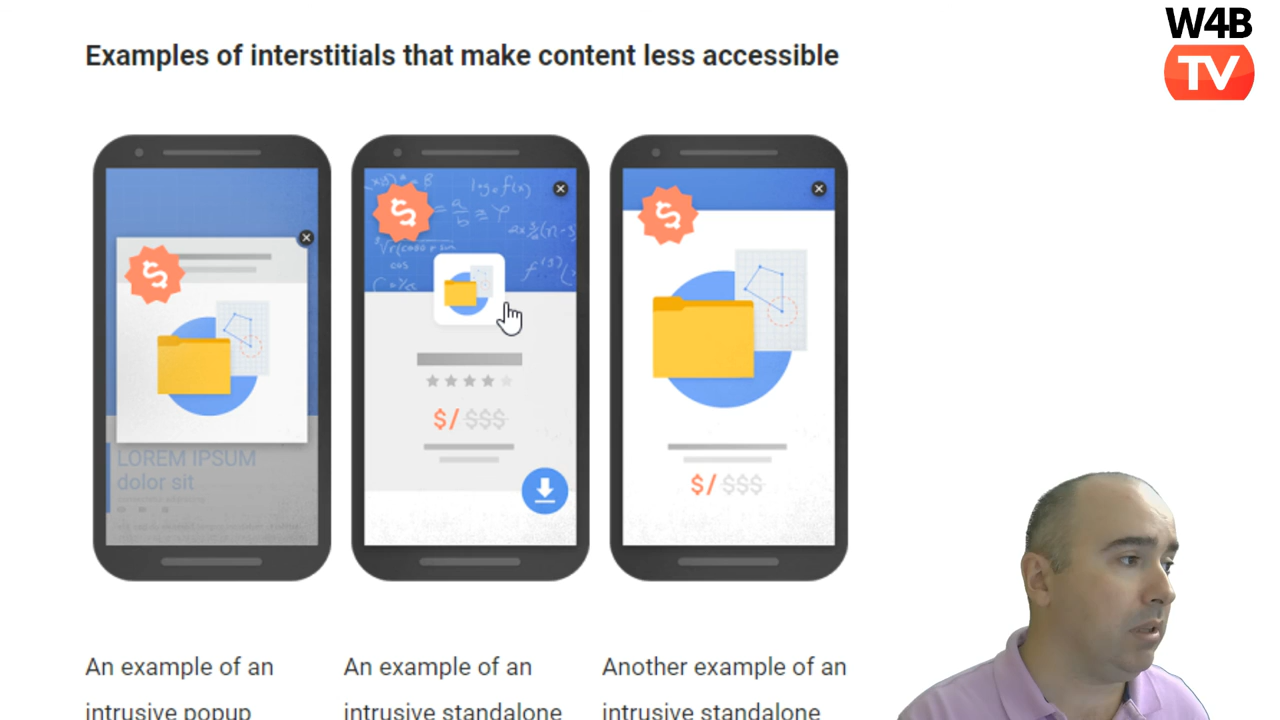 W4B
TV
Examples of interstitials that make content less accessible
LOREM IPSUM
dolor sit
$/$$$
$/$$$
An example of an
intrusive popup
An example of an
intrusive standalone
Another example of an
intrusive standalone